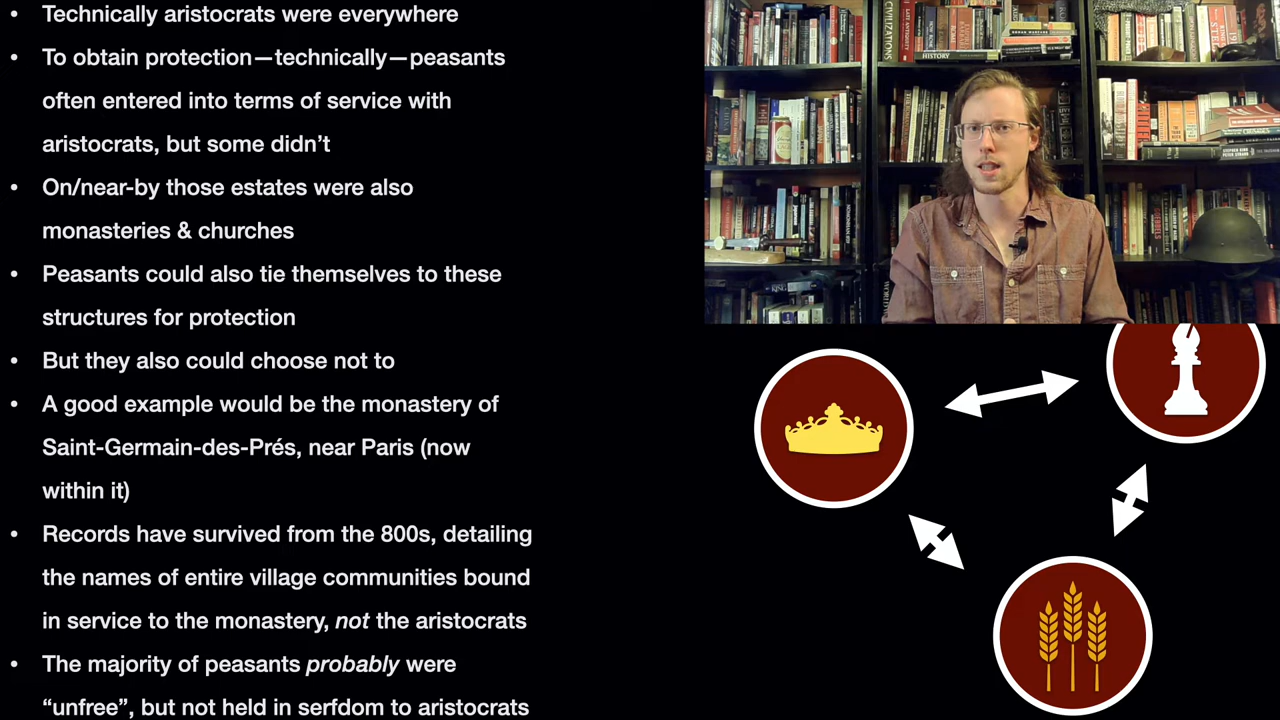 Technically aristocrats were everywhere
• To obtain protection—technically—peasants
often entered into terms of service with
aristocrats, but some didn’t
• On/near-by those estates were also
monasteries & churches
• Peasants could also tie themselves to these
structures for protection
• But they also could choose not to
• A good example would be the monastery of
Saint-Germain-des-Prés, near Paris (now
within it)
• Records have survived from the 800s, detailing
the names of entire village communities bound
in service to the monastery, not the aristocrats
• The majority of peasants probably were
“unfree”, but not held in serfdom to aristocrats
HISTORY